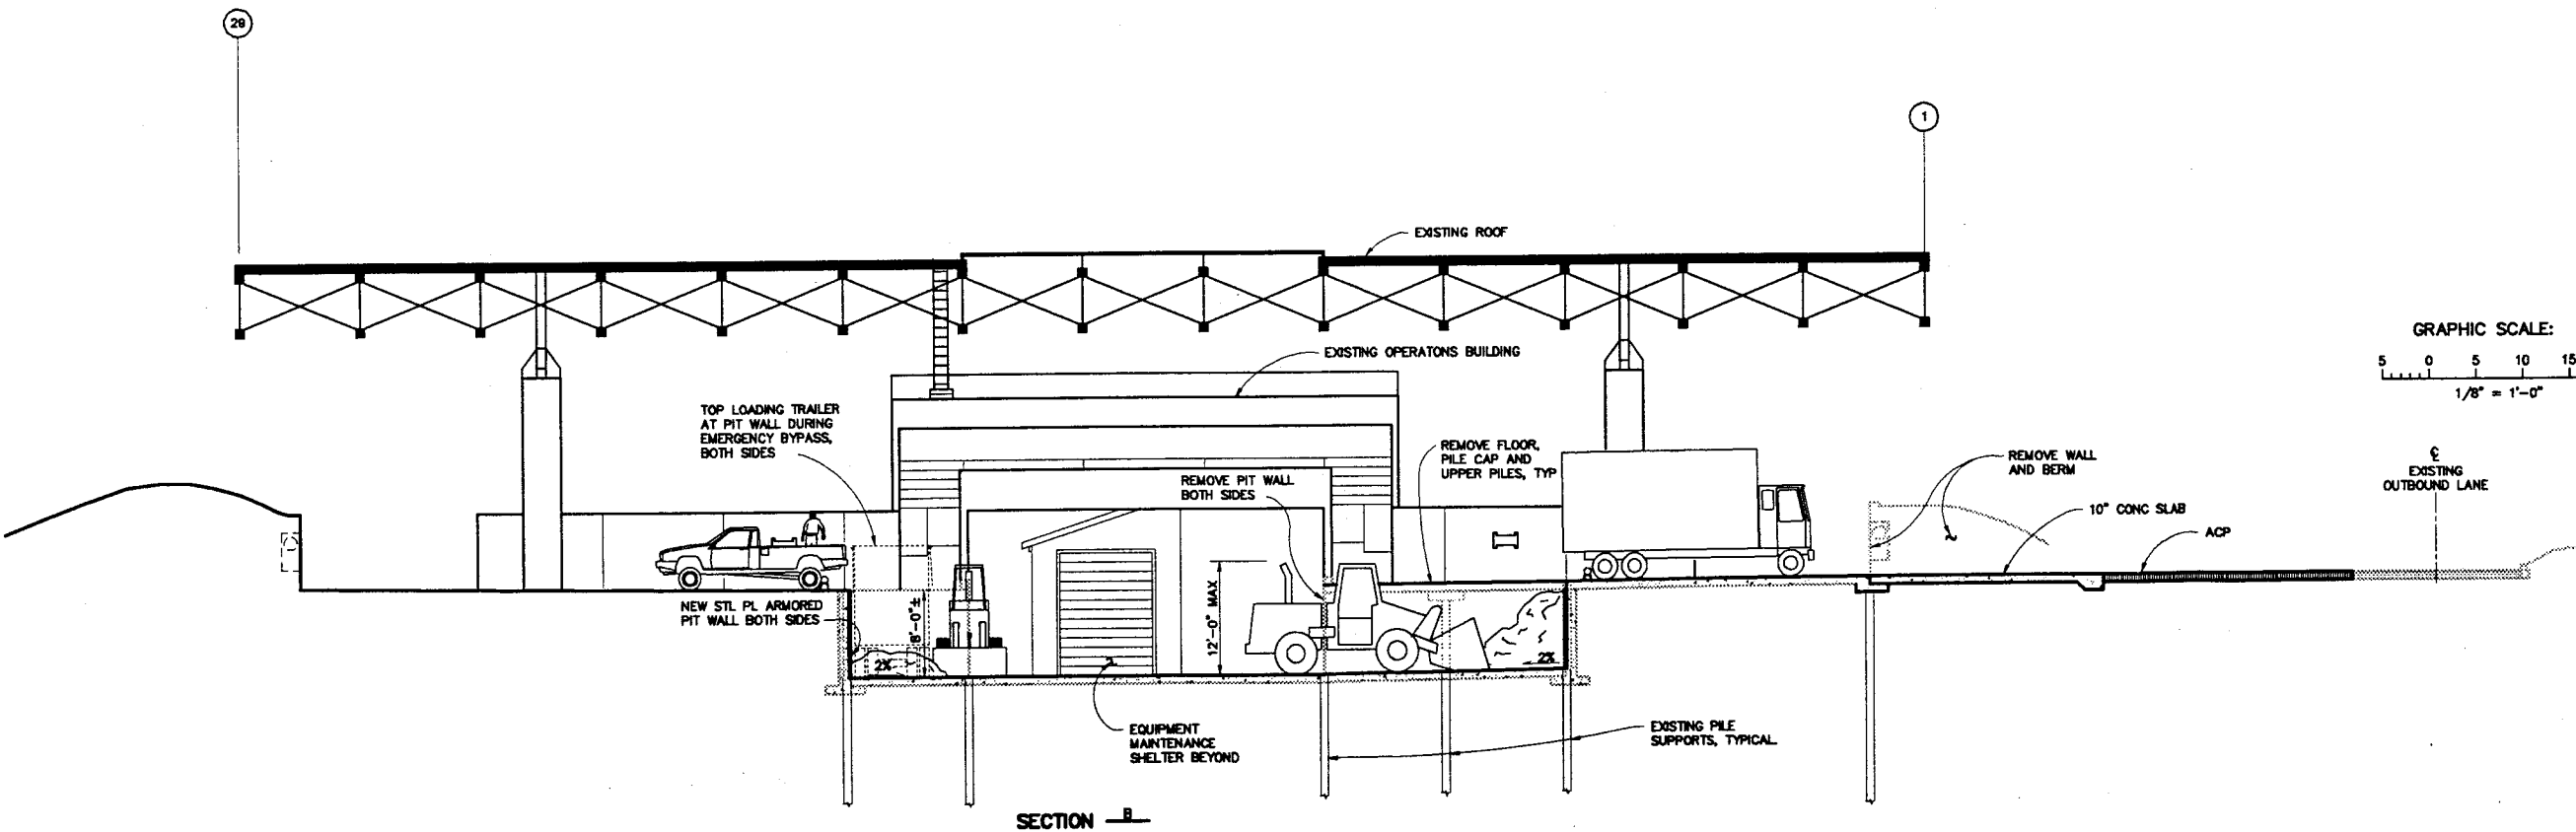 29
1
EXISTING ROOF
GRAPHIC SCALE:
5 0 5 10 15
1/8" = 1'-0"
EXISTING OPERATONS BUILDING
TOP LOADING TRAILER
AT PIT WALL DURING
EMERGENCY BYPASS,
BOTH SIDES
REMOVE PIT WALL
BOTH SIDES
REMOVE FLOOR,
PILE CAP AND
UPPER PILES, TYP
REMOVE WALL
AND BERM
℄
EXISTING
OUTBOUND LANE
10" CONC SLAB
ACP
NEW STL PL ARMORED
PIT WALL BOTH SIDES
8'-0"±
12'-0" MAX
2%
2%
EQUIPMENT
MAINTENANCE
SHELTER BEYOND
EXISTING PILE
SUPPORTS, TYPICAL
SECTION B